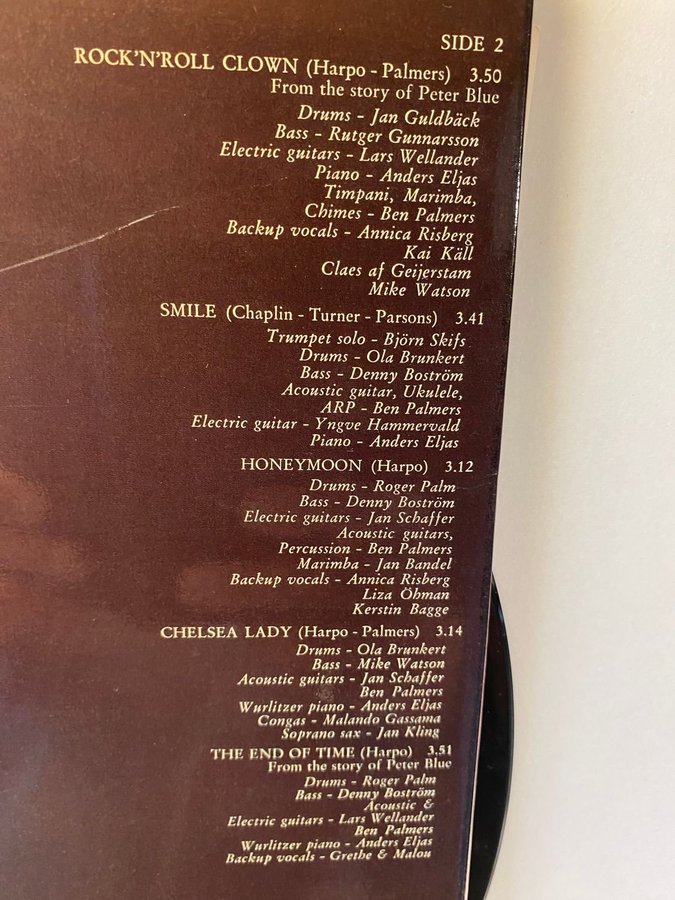 SIDE 2
ROCK'N'ROLL CLOWN (Harpo - Palmers) 3.50
From the story of Peter Blue
Drums - Jan Guldbäck
Bass - Rutger Gunnarsson
Electric guitars - Lars Wellander
Piano - Anders Eljas
Timpani, Marimba,
Chimes - Ben Palmers
Backup vocals - Annica Risberg
Kai Käll
Claes af Geijerstam
Mike Watson
SMILE (Chaplin - Turner - Parsons) 3.41
Trumpet solo - Björn Skifs
Drums - Ola Brunkert
Bass - Denny Boström
Acoustic guitar, Ukulele,
ARP - Ben Palmers
Electric guitar - Yngve Hammervald
Piano - Anders Eljas
HONEYMOON (Harpo) 3.12
Drums - Roger Palm
Bass - Denny Boström
Electric guitars - Jan Schaffer
Acoustic guitars,
Percussion - Ben Palmers
Marimba - Jan Bandel
Backup vocals - Annica Risberg
Liza Öhman
Kerstin Bagge
CHELSEA LADY (Harpo - Palmers) 3.14
Drums - Ola Brunkert
Bass - Mike Watson
Acoustic guitars - Jan Schaffer
Ben Palmers
Wurlitzer piano - Anders Eljas
Congas - Malando Gassama
Soprano sax - Jan Kling
THE END OF TIME (Harpo) 3.51
From the story of Peter Blue
Drums - Roger Palm
Bass - Denny Boström
Acoustic &
Electric guitars - Lars Wellander
Ben Palmers
Wurlitzer piano - Anders Eljas
Backup vocals - Grethe & Malou